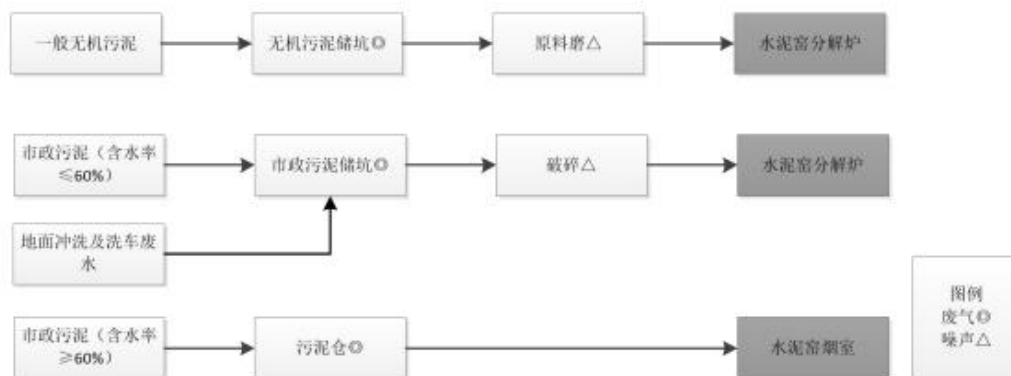 一般无机污泥
无机污泥储坑◎
原料磨△
水泥窑分解炉
市政污泥（含水率
≤60%）
市政污泥储坑◎
破碎△
水泥窑分解炉
地面冲洗及洗车废
水
市政污泥（含水率
≥60%）
污泥仓◎
水泥窑烟室
图例
废气◎
噪声△